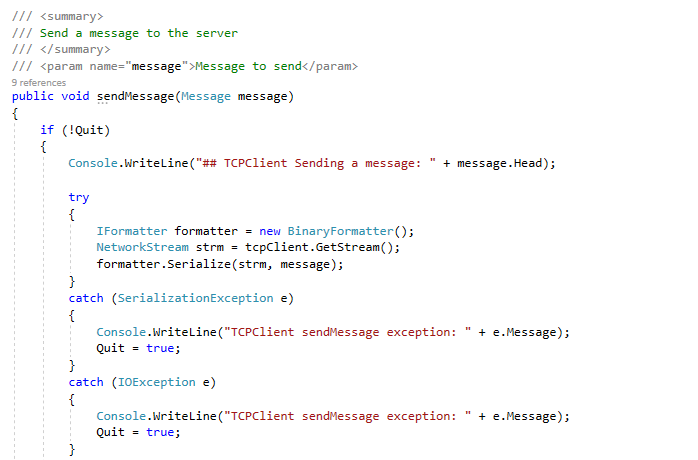 /// <summary>
/// Send a message to the server
/// </summary>
/// <param name="message">Message to send</param>
9 references
public void sendMessage(Message message)
{
if (!Quit)
{
Console.WriteLine("## TCPClient Sending a message: " + message.Head);
try
{
IFormatter formatter = new BinaryFormatter();
NetworkStream strm = tcpClient.GetStream();
formatter.Serialize(strm, message);
}
catch (SerializationException e)
{
Console.WriteLine("TCPClient sendMessage exception: " + e.Message);
Quit = true;
}
catch (IOException e)
{
Console.WriteLine("TCPClient sendMessage exception: " + e.Message);
Quit = true;
}